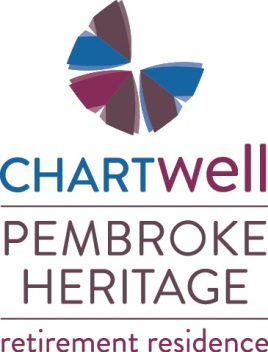 CHARTwell
PEMBROKE
HERITAGE
retirement residence